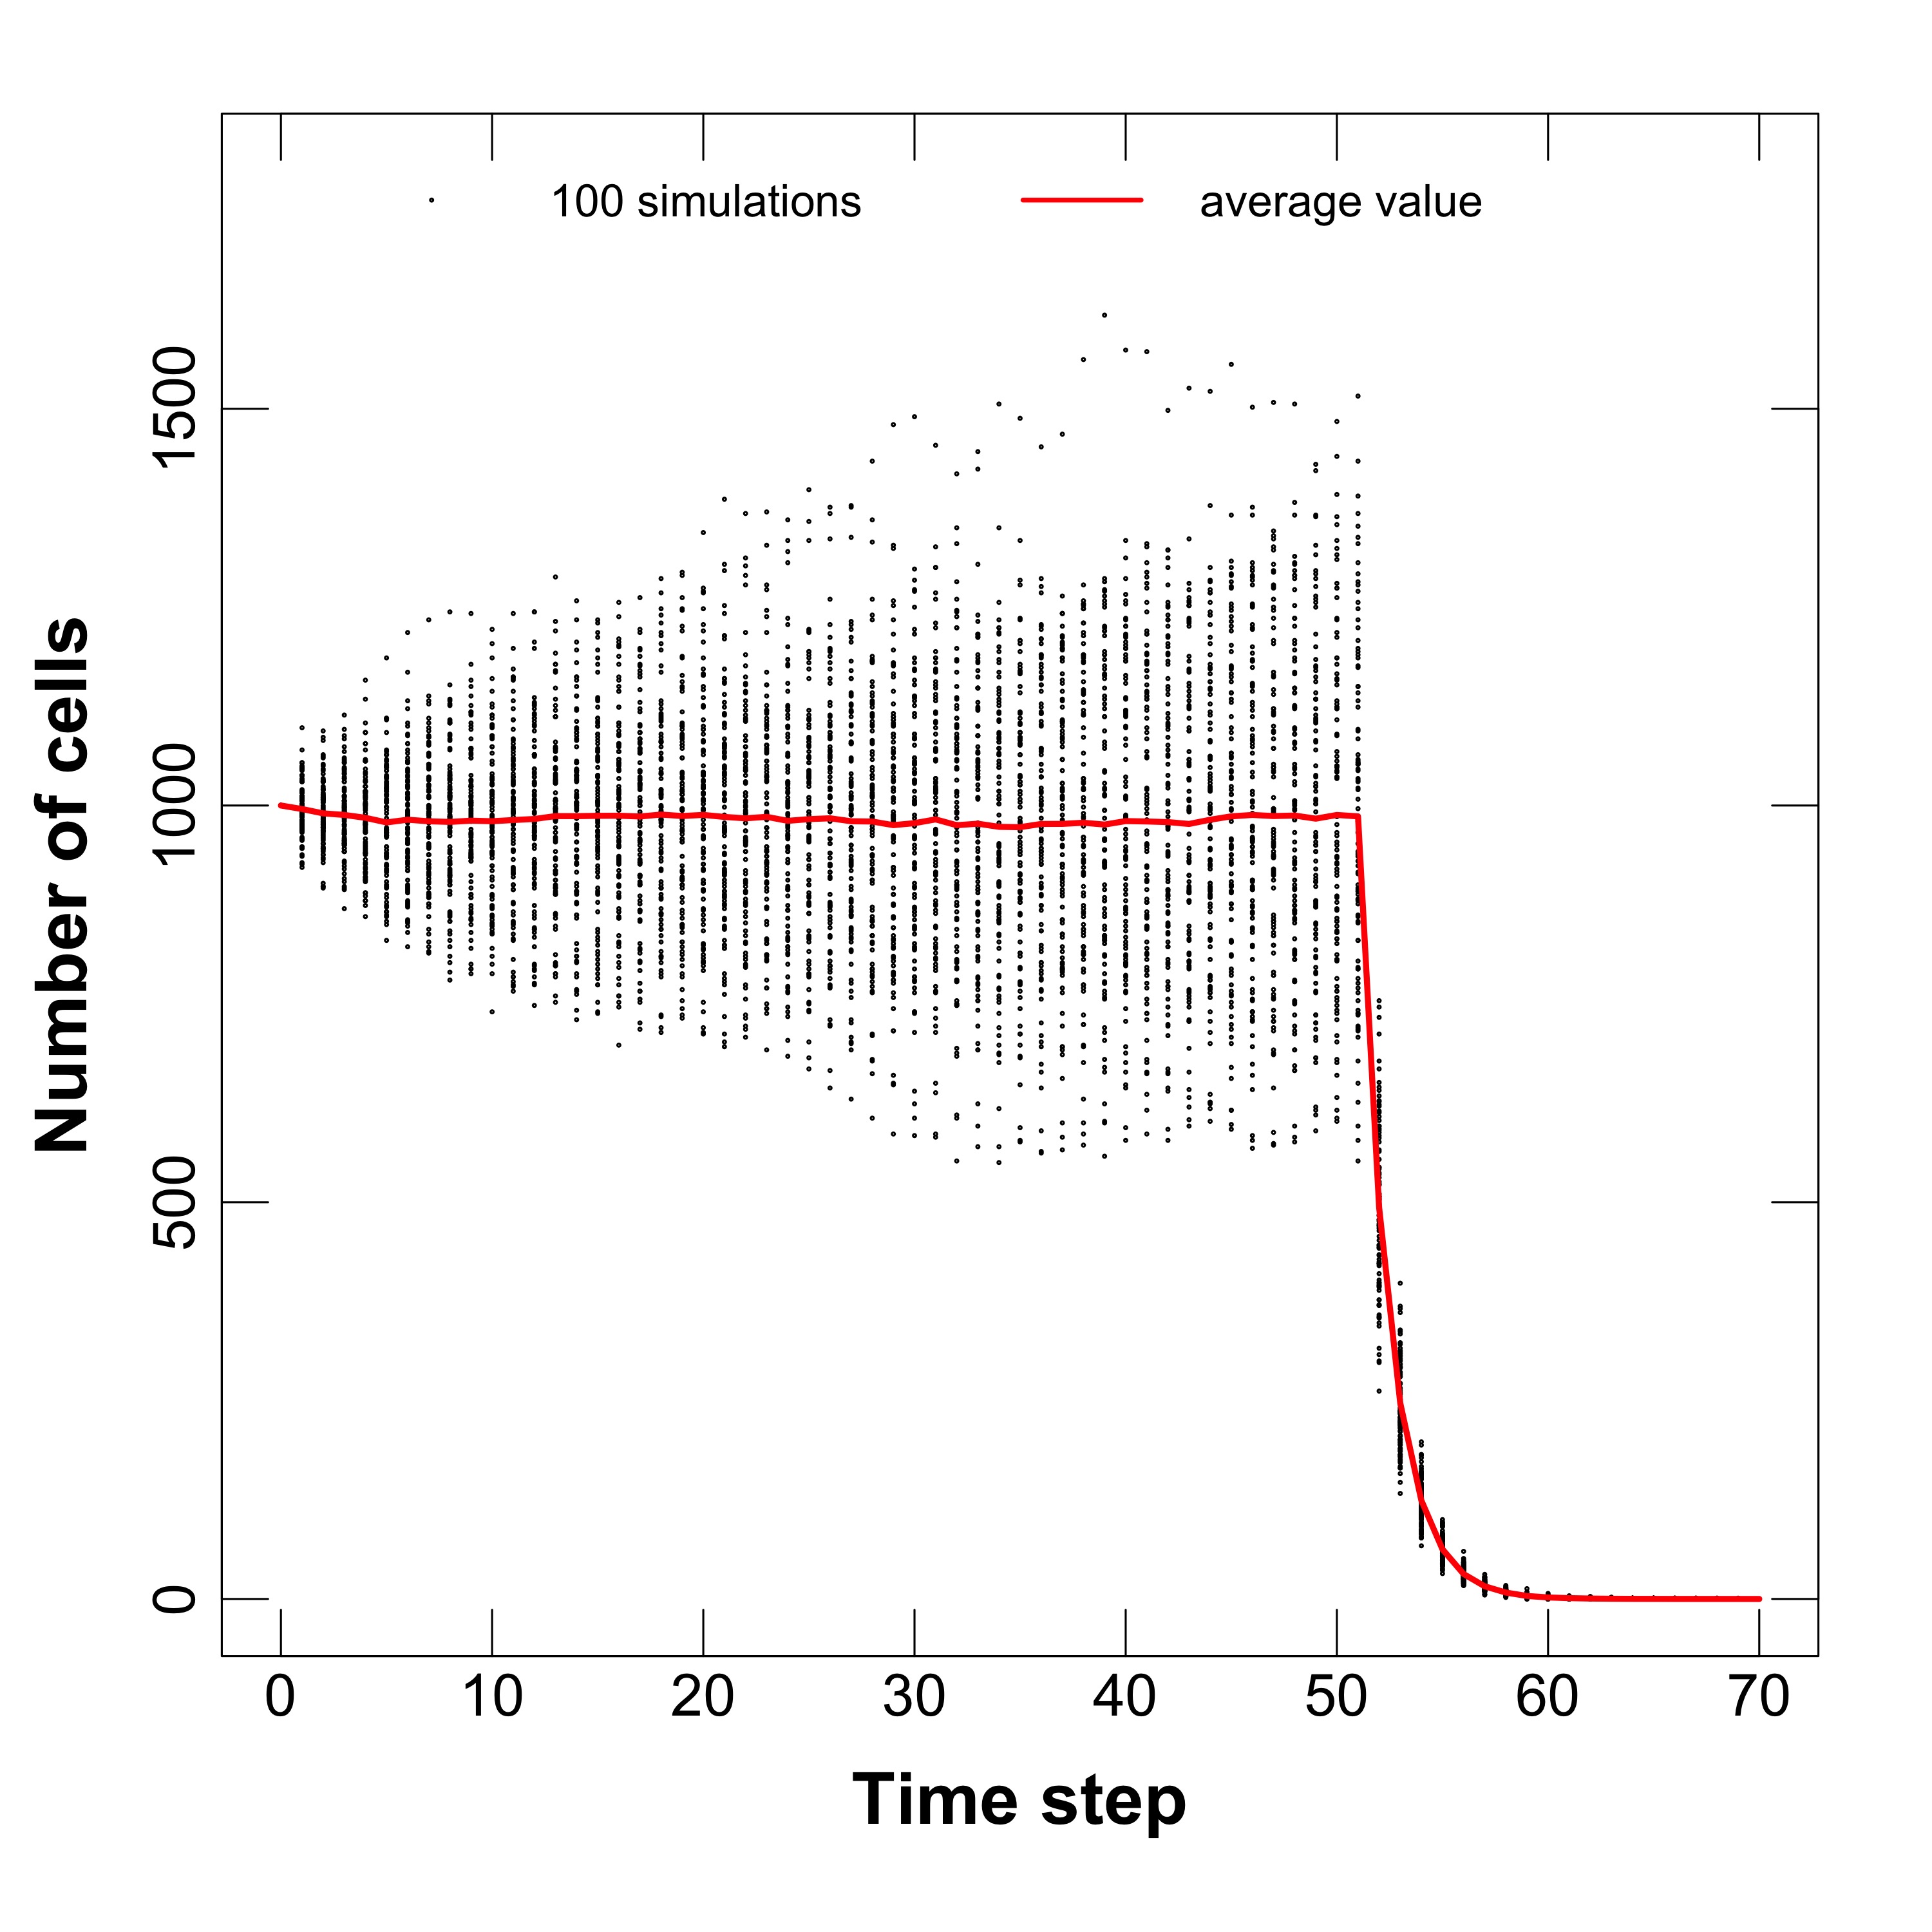 100 simulations average value
Number of cells
1500
1000
500
0
0 10 20 30 40 50 60 70
Time step